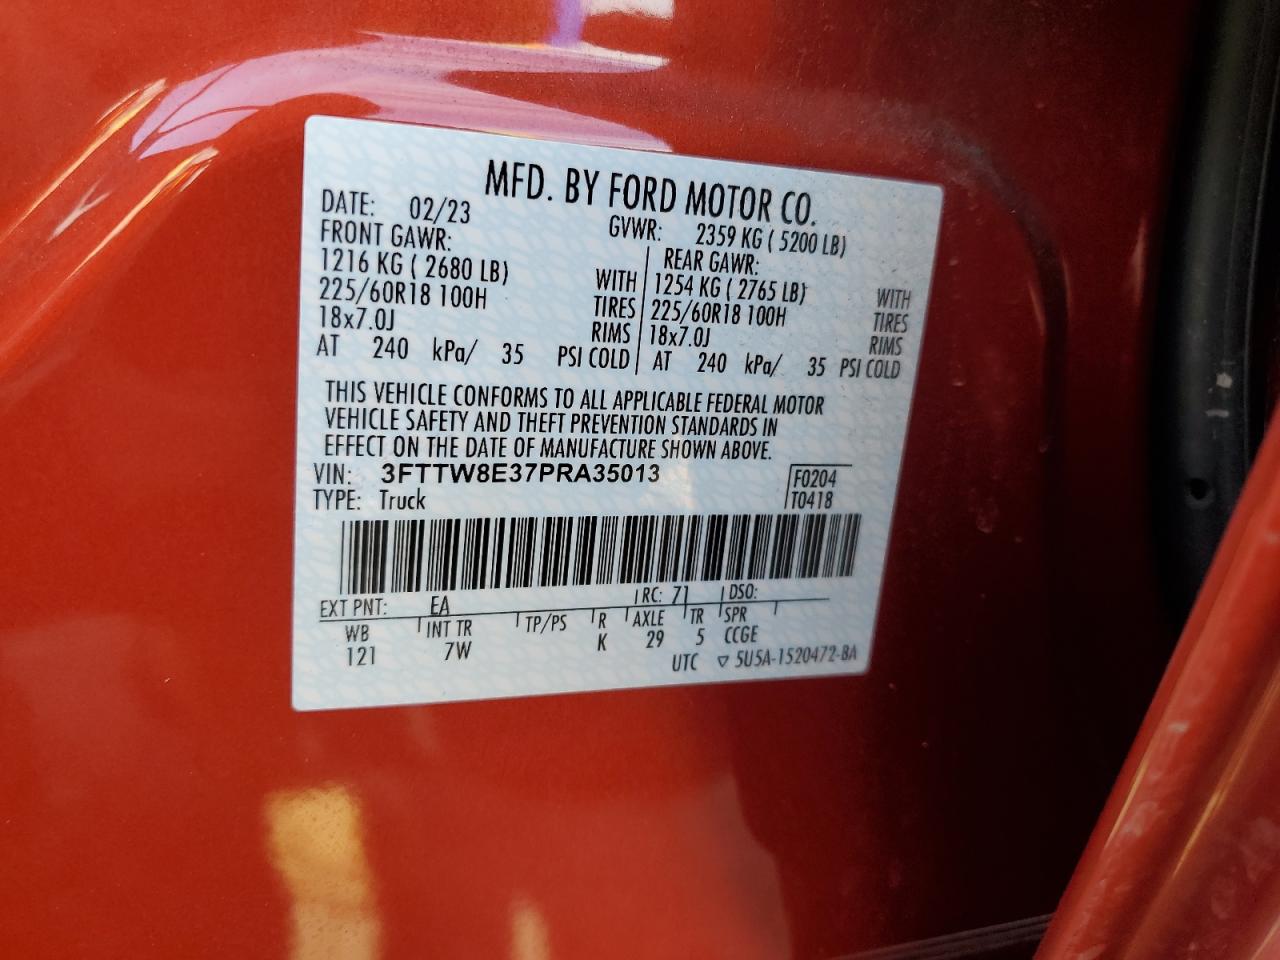 MFD. BY FORD MOTOR CO.
DATE: 02/23 GVWR: 2359 KG ( 5200 LB)
FRONT GAWR: REAR GAWR:
1216 KG ( 2680 LB) WITH 1254 KG ( 2765 LB) WITH
225/60R18 100H TIRES 225/60R18 100H TIRES
18x7.0J RIMS 18x7.0J RIMS
AT 240 kPa/ 35 PSI COLD AT 240 kPa/ 35 PSI COLD
THIS VEHICLE CONFORMS TO ALL APPLICABLE FEDERAL MOTOR
VEHICLE SAFETY AND THEFT PREVENTION STANDARDS IN
EFFECT ON THE DATE OF MANUFACTURE SHOWN ABOVE.
VIN: 3FTTW8E37PRA35013 F0204
TYPE: Truck T0418
EXT PNT: EA RC: 71 DSO:
WB INT TR TP/PS R AXLE TR SPR
121 7W K 29 5 CCGE
UTC ▽ 5U5A-1520472-BA